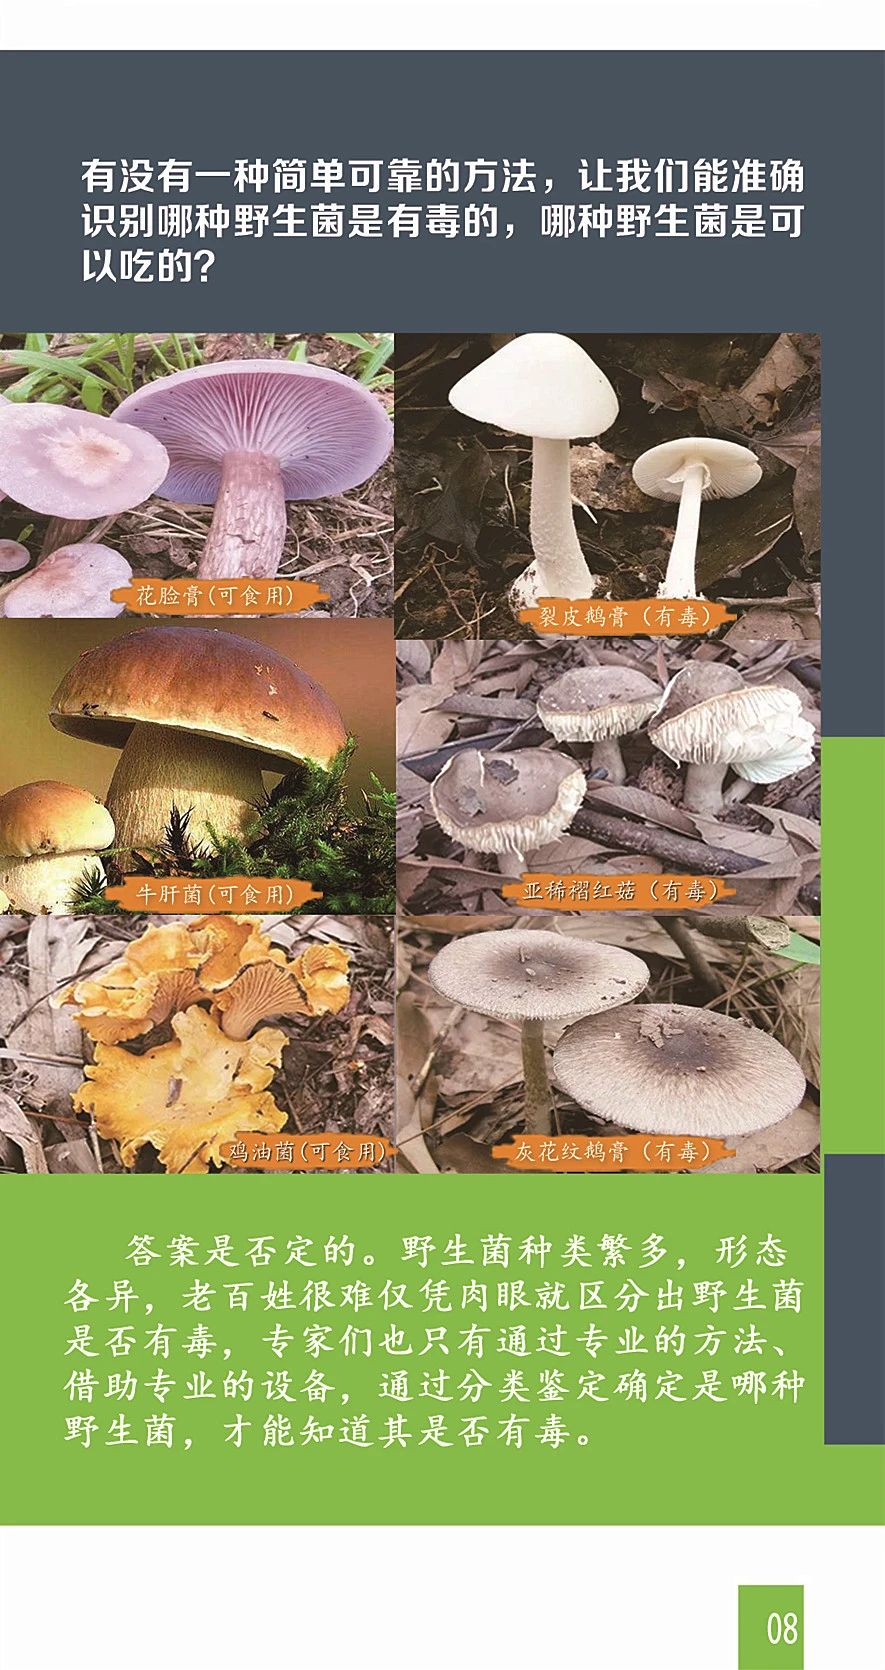 有没有一种简单可靠的方法，让我们能准确
识别哪种野生菌是有毒的，哪种野生菌是可
以吃的？
花脸膏(可食用)
裂皮鹅膏（有毒）
牛肝菌(可食用)
亚稀褶红菇（有毒）
鸡油菌(可食用)
灰花纹鹅膏（有毒）
答案是否定的。野生菌种类繁多，形态
各异，老百姓很难仅凭肉眼就区分出野生菌
是否有毒，专家们也只有通过专业的方法、
借助专业的设备，通过分类鉴定确定是哪种
野生菌，才能知道其是否有毒。
08